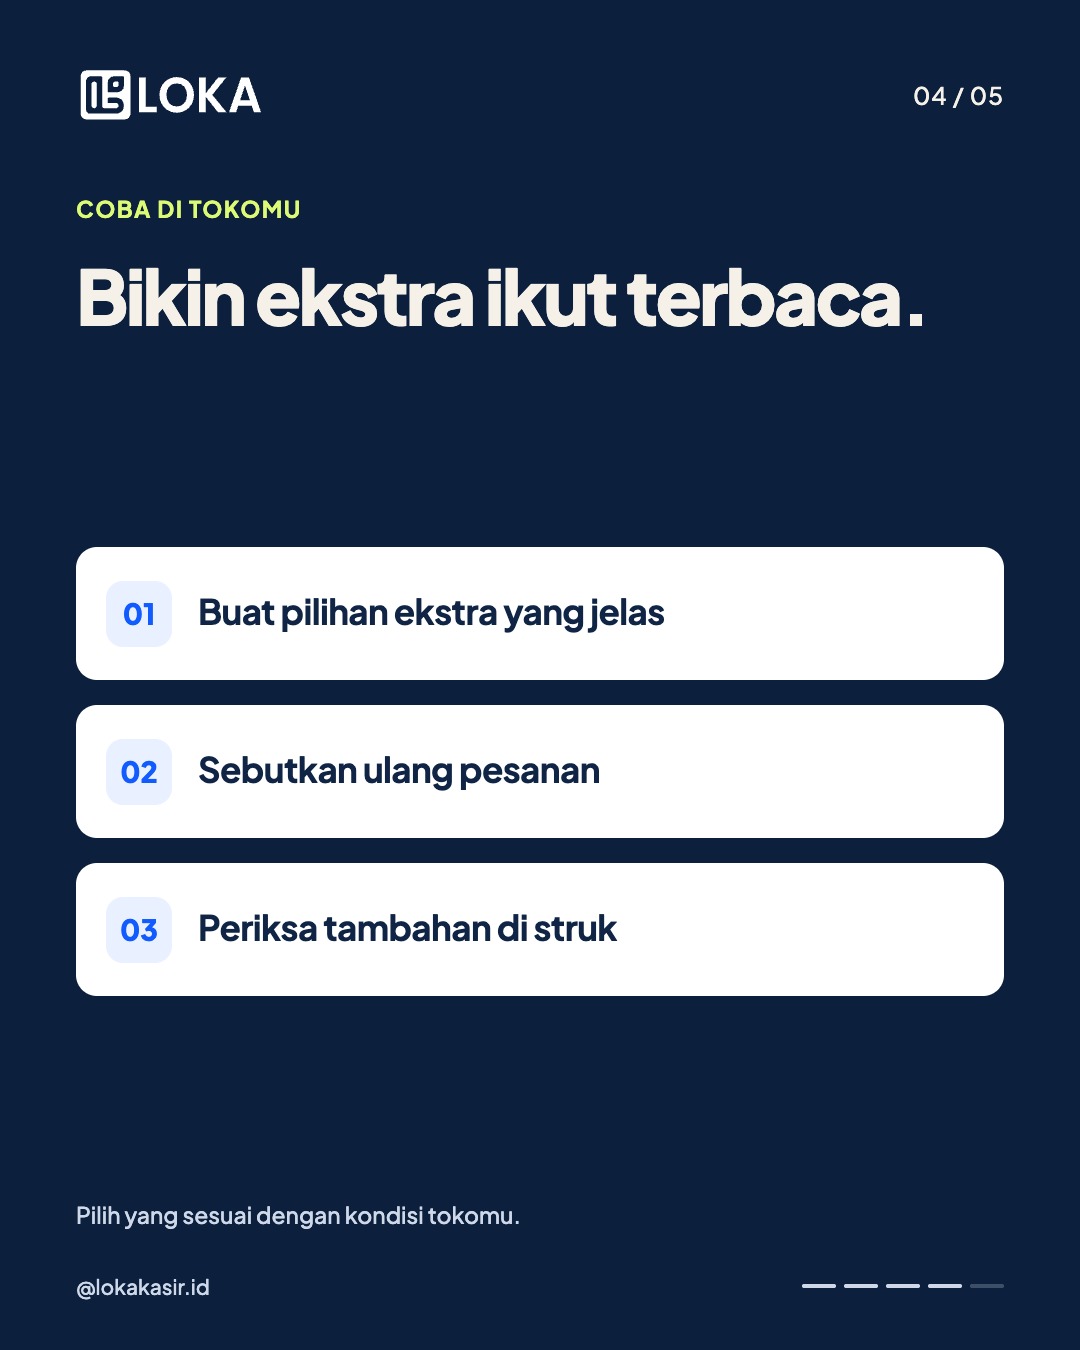 LOKA
04 / 05
COBA DI TOKOMU
Bikin ekstra ikut terbaca.
01 Buat pilihan ekstra yang jelas
02 Sebutkan ulang pesanan
03 Periksa tambahan di struk
Pilih yang sesuai dengan kondisi tokomu.
@lokakasir.id